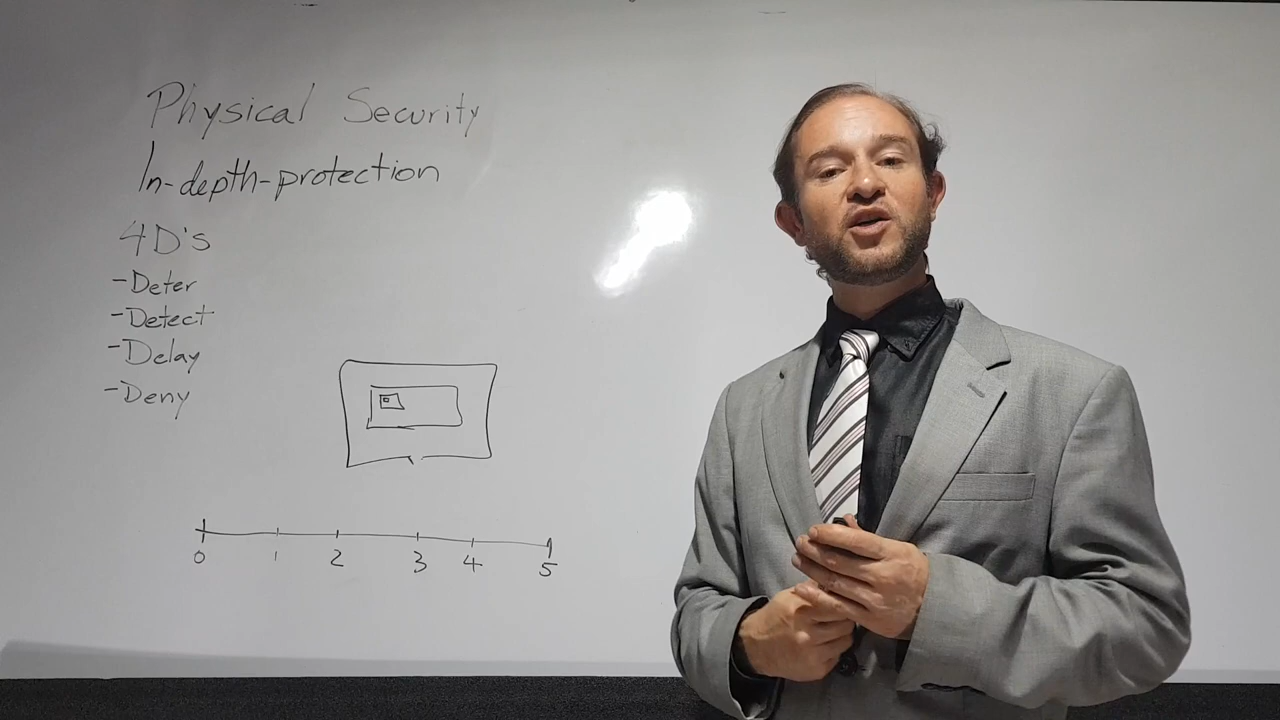 Physical Security
In-depth-protection
4D's
-Deter
-Detect
-Delay
-Deny
0 1 2 3 4 5